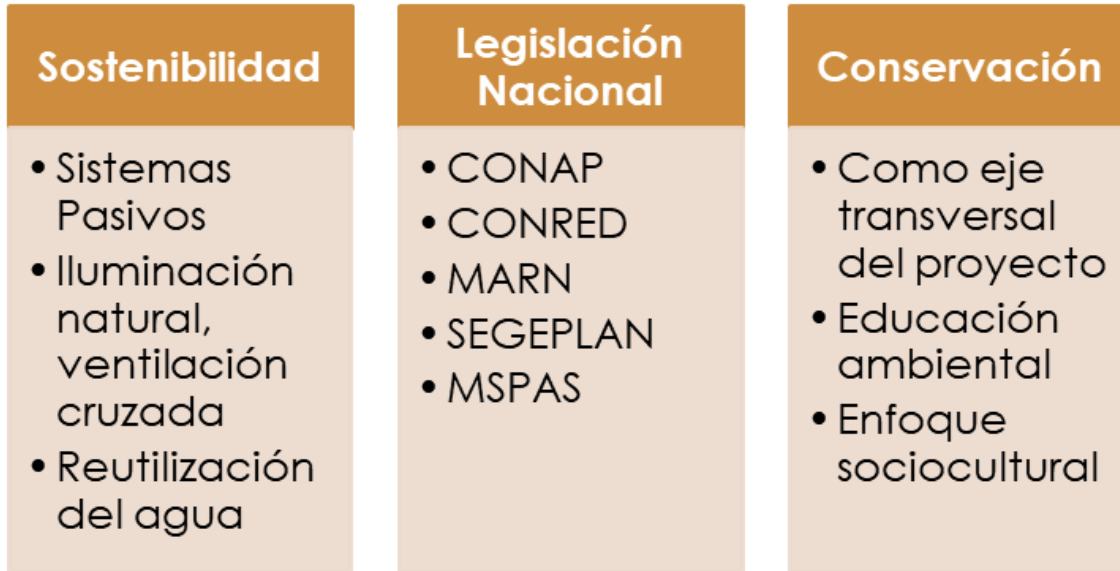 Sostenibilidad
• Sistemas
Pasivos
• Iluminación
natural,
ventilación
cruzada
• Reutilización
del agua
Legislación
Nacional
• CONAP
• CONRED
• MARN
• SEGEPLAN
• MSPAS
Conservación
• Como eje
transversal
del proyecto
• Educación
ambiental
• Enfoque
sociocultural